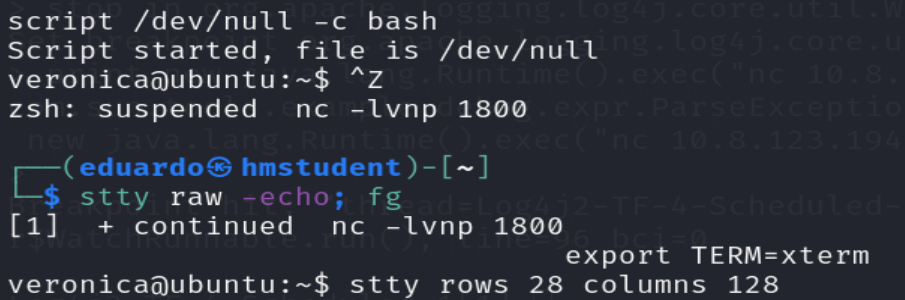 script /dev/null -c bash
Script started, file is /dev/null
veronica@ubuntu:~$ ^Z
zsh: suspended  nc -lvnp 1800
┌──(eduardo㉿hmstudent)-[~]
└─$ stty raw -echo; fg
[1]  + continued  nc -lvnp 1800
export TERM=xterm
veronica@ubuntu:~$ stty rows 28 columns 128